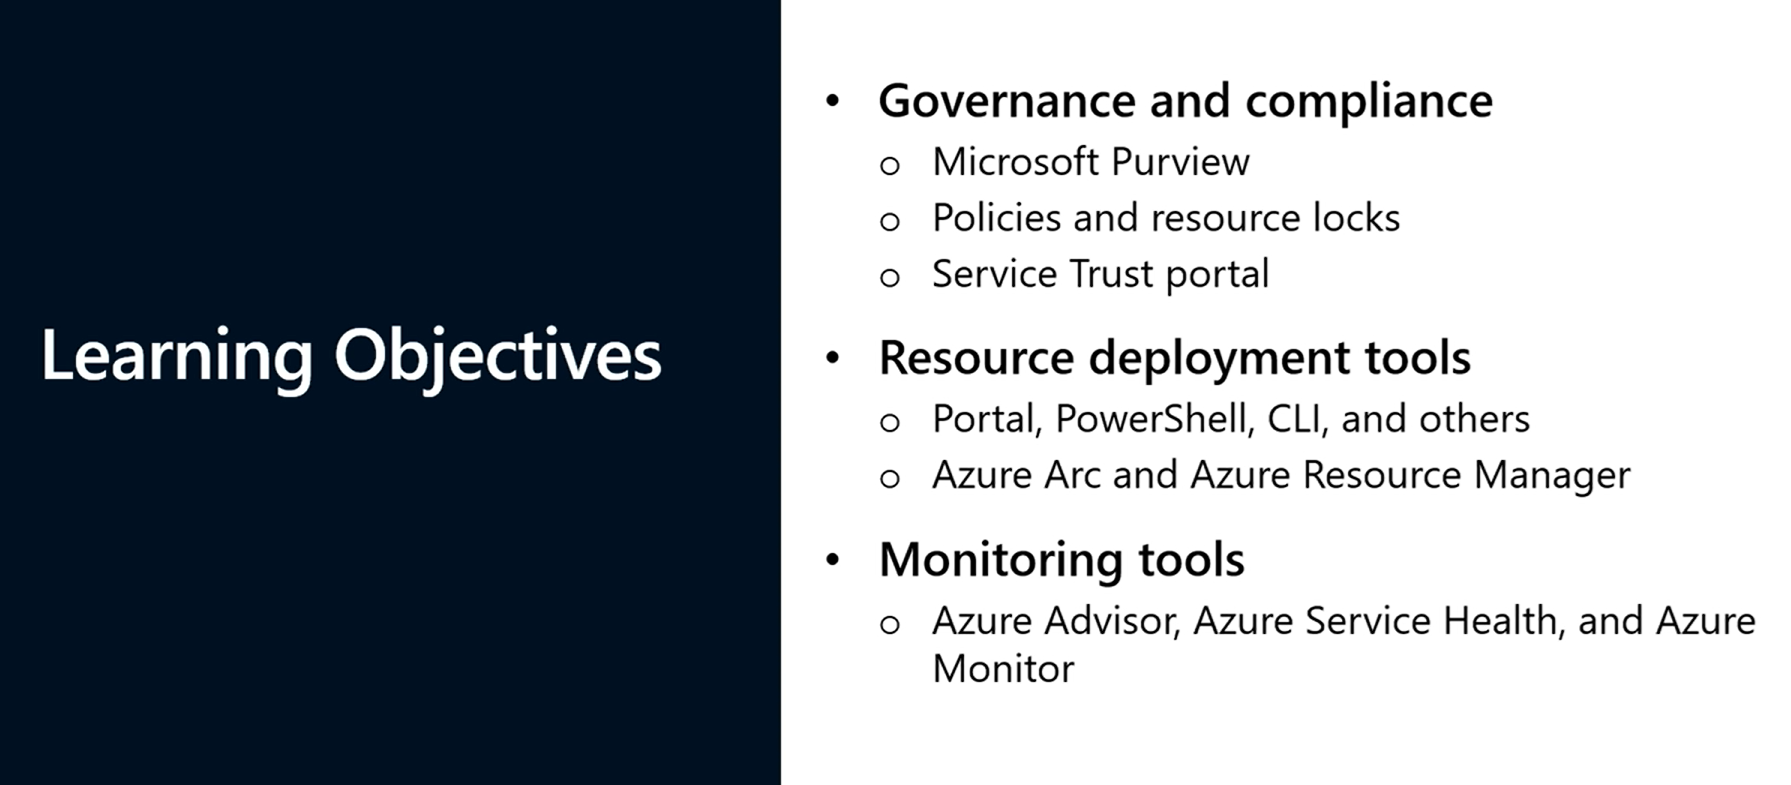 Learning Objectives
• Governance and compliance
o Microsoft Purview
o Policies and resource locks
o Service Trust portal
• Resource deployment tools
o Portal, PowerShell, CLI, and others
o Azure Arc and Azure Resource Manager
• Monitoring tools
o Azure Advisor, Azure Service Health, and Azure
Monitor